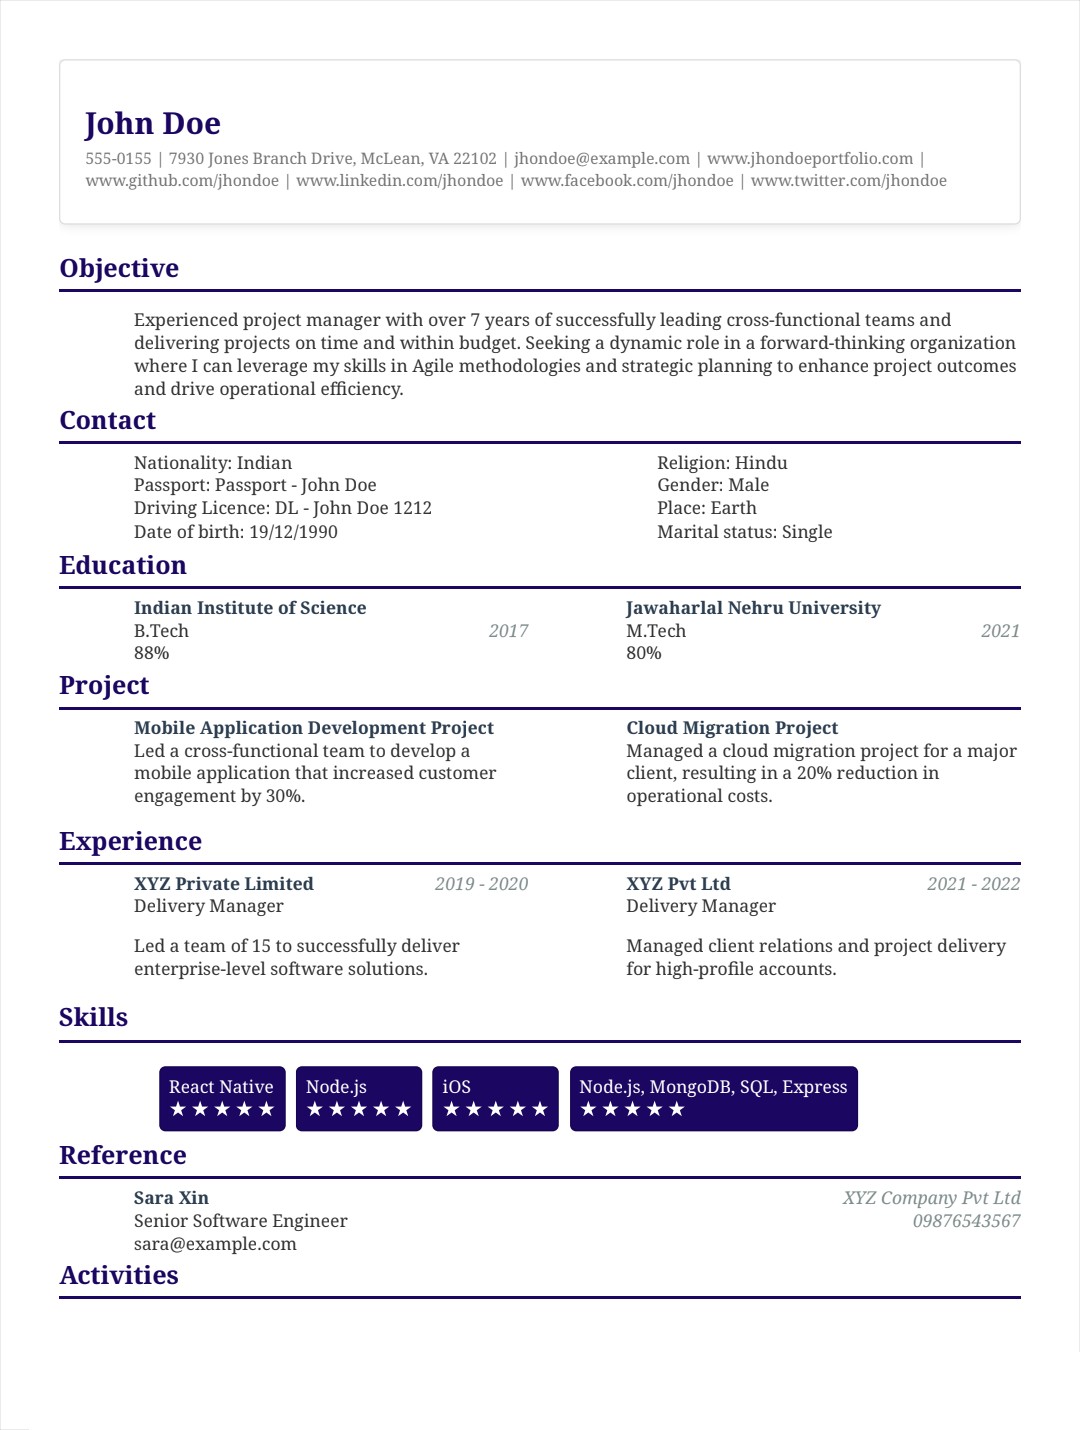 John Doe
555-0155 | 7930 Jones Branch Drive, McLean, VA 22102 | jhondoe@example.com | www.jhondoeportfolio.com |
www.github.com/jhondoe | www.linkedin.com/jhondoe | www.facebook.com/jhondoe | www.twitter.com/jhondoe
Objective
Experienced project manager with over 7 years of successfully leading cross-functional teams and
delivering projects on time and within budget. Seeking a dynamic role in a forward-thinking organization
where I can leverage my skills in Agile methodologies and strategic planning to enhance project outcomes
and drive operational efficiency.
Contact
Nationality: Indian
Passport: Passport - John Doe
Driving Licence: DL - John Doe 1212
Date of birth: 19/12/1990
Religion: Hindu
Gender: Male
Place: Earth
Marital status: Single
Education
Indian Institute of Science
B.Tech 2017
88%
Jawaharlal Nehru University
M.Tech 2021
80%
Project
Mobile Application Development Project
Led a cross-functional team to develop a
mobile application that increased customer
engagement by 30%.
Cloud Migration Project
Managed a cloud migration project for a major
client, resulting in a 20% reduction in
operational costs.
Experience
XYZ Private Limited 2019 - 2020
Delivery Manager
Led a team of 15 to successfully deliver
enterprise-level software solutions.
XYZ Pvt Ltd 2021 - 2022
Delivery Manager
Managed client relations and project delivery
for high-profile accounts.
Skills
React Native
★ ★ ★ ★ ★
Node.js
★ ★ ★ ★ ★
iOS
★ ★ ★ ★ ★
Node.js, MongoDB, SQL, Express
★ ★ ★ ★ ★
Reference
Sara Xin XYZ Company Pvt Ltd
Senior Software Engineer 09876543567
sara@example.com
Activities